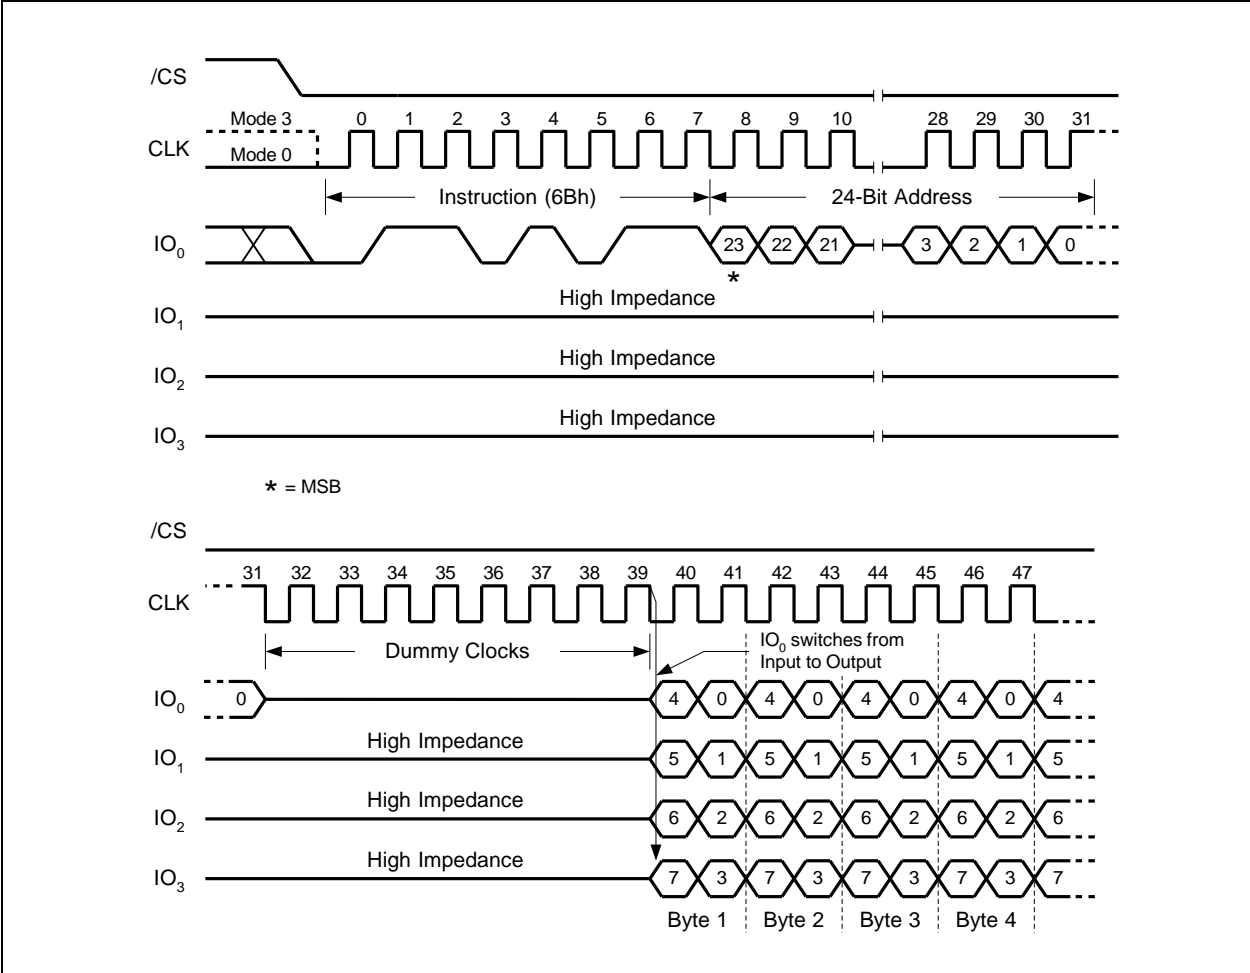 /CS
Mode 3 0 1 2 3 4 5 6 7 8 9 10 28 29 30 31
CLK
Mode 0
Instruction (6Bh) 24-Bit Address
IO0 23 22 21 3 2 1 0
*
High Impedance
IO1
High Impedance
IO2
High Impedance
IO3
* = MSB
/CS
31 32 33 34 35 36 37 38 39 40 41 42 43 44 45 46 47
CLK
Dummy Clocks
IO0 switches from
Input to Output
IO0 0 4 0 4 0 4 0 4 0 4
High Impedance
IO1 5 1 5 1 5 1 5 1 5
High Impedance
IO2 6 2 6 2 6 2 6 2 6
High Impedance
IO3 7 3 7 3 7 3 7 3 7
Byte 1 Byte 2 Byte 3 Byte 4